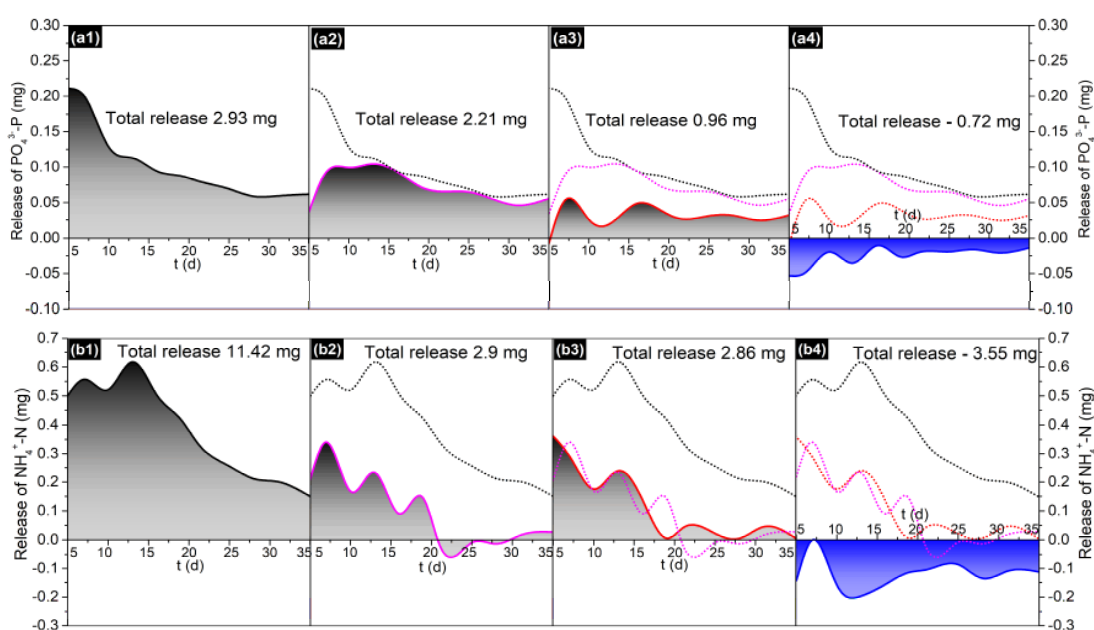 (a1) (a2) (a3) (a4)
Total release 2.93 mg Total release 2.21 mg Total release 0.96 mg Total release - 0.72 mg
Release of PO₄³⁻-P (mg)
0.30
0.25
0.20
0.15
0.10
0.05
0.00
-0.05
-0.10
5 10 15 20 25 30 35
t (d)
5 10 15 20 25 30 35
t (d)
5 10 15 20 25 30 35
t (d)
t (d)
5 10 15 20 25 30 35
0.30
0.25
0.20
0.15
0.10
0.05
0.00
-0.05
-0.10
Release of PO₄³⁻-P (mg)
(b1) (b2) (b3) (b4)
Total release 11.42 mg Total release 2.9 mg Total release 2.86 mg Total release - 3.55 mg
Release of NH₄⁺-N (mg)
0.7
0.6
0.5
0.4
0.3
0.2
0.1
0.0
-0.1
-0.2
-0.3
5 10 15 20 25 30 35
t (d)
5 10 15 20 25 30 35
t (d)
5 10 15 20 25 30 35
t (d)
t (d)
5 10 15 20 25 30 35
0.7
0.6
0.5
0.4
0.3
0.2
0.1
0.0
-0.1
-0.2
-0.3
Release of NH₄⁺-N (mg)